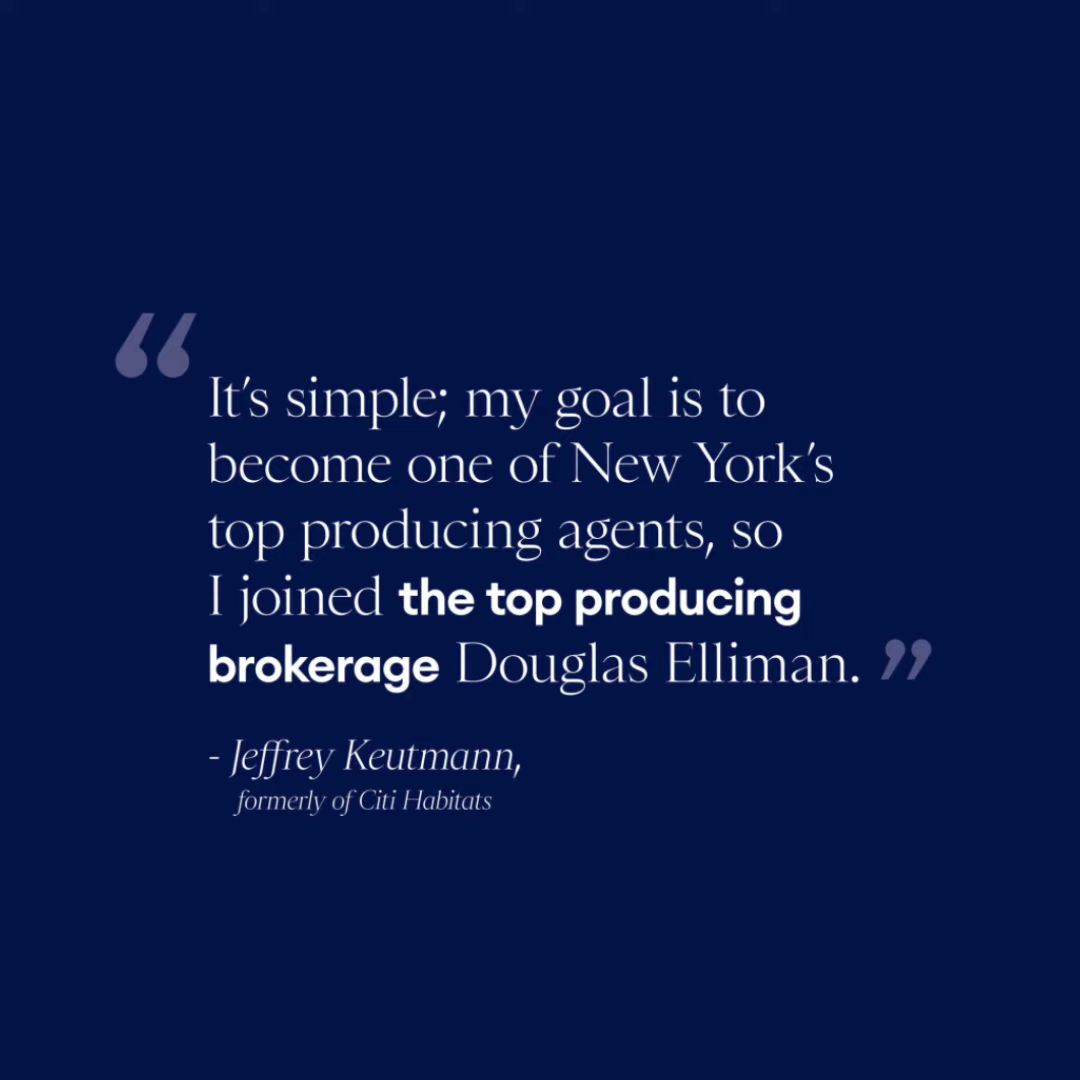 “
It’s simple; my goal is to
become one of New York’s
top producing agents, so
I joined the top producing
brokerage Douglas Elliman. ”
- Jeffrey Keutmann,
formerly of Citi Habitats